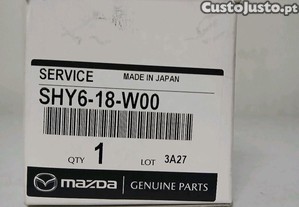 CustoJusto.pt
SERVICE MADE IN JAPAN
SHY6-18-W00
QTY 1 LOT 3A27
mazda GENUINE PARTS